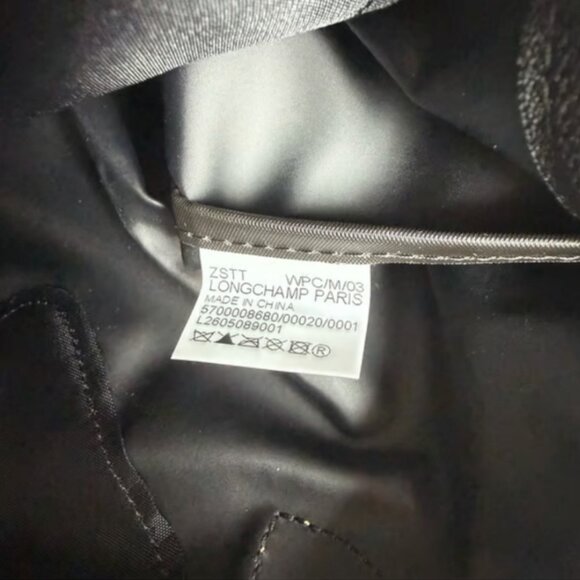 ZSTT WPC/M/03
LONGCHAMP PARIS
MADE IN CHINA
5700008680/00020/0001
L2605089001
®